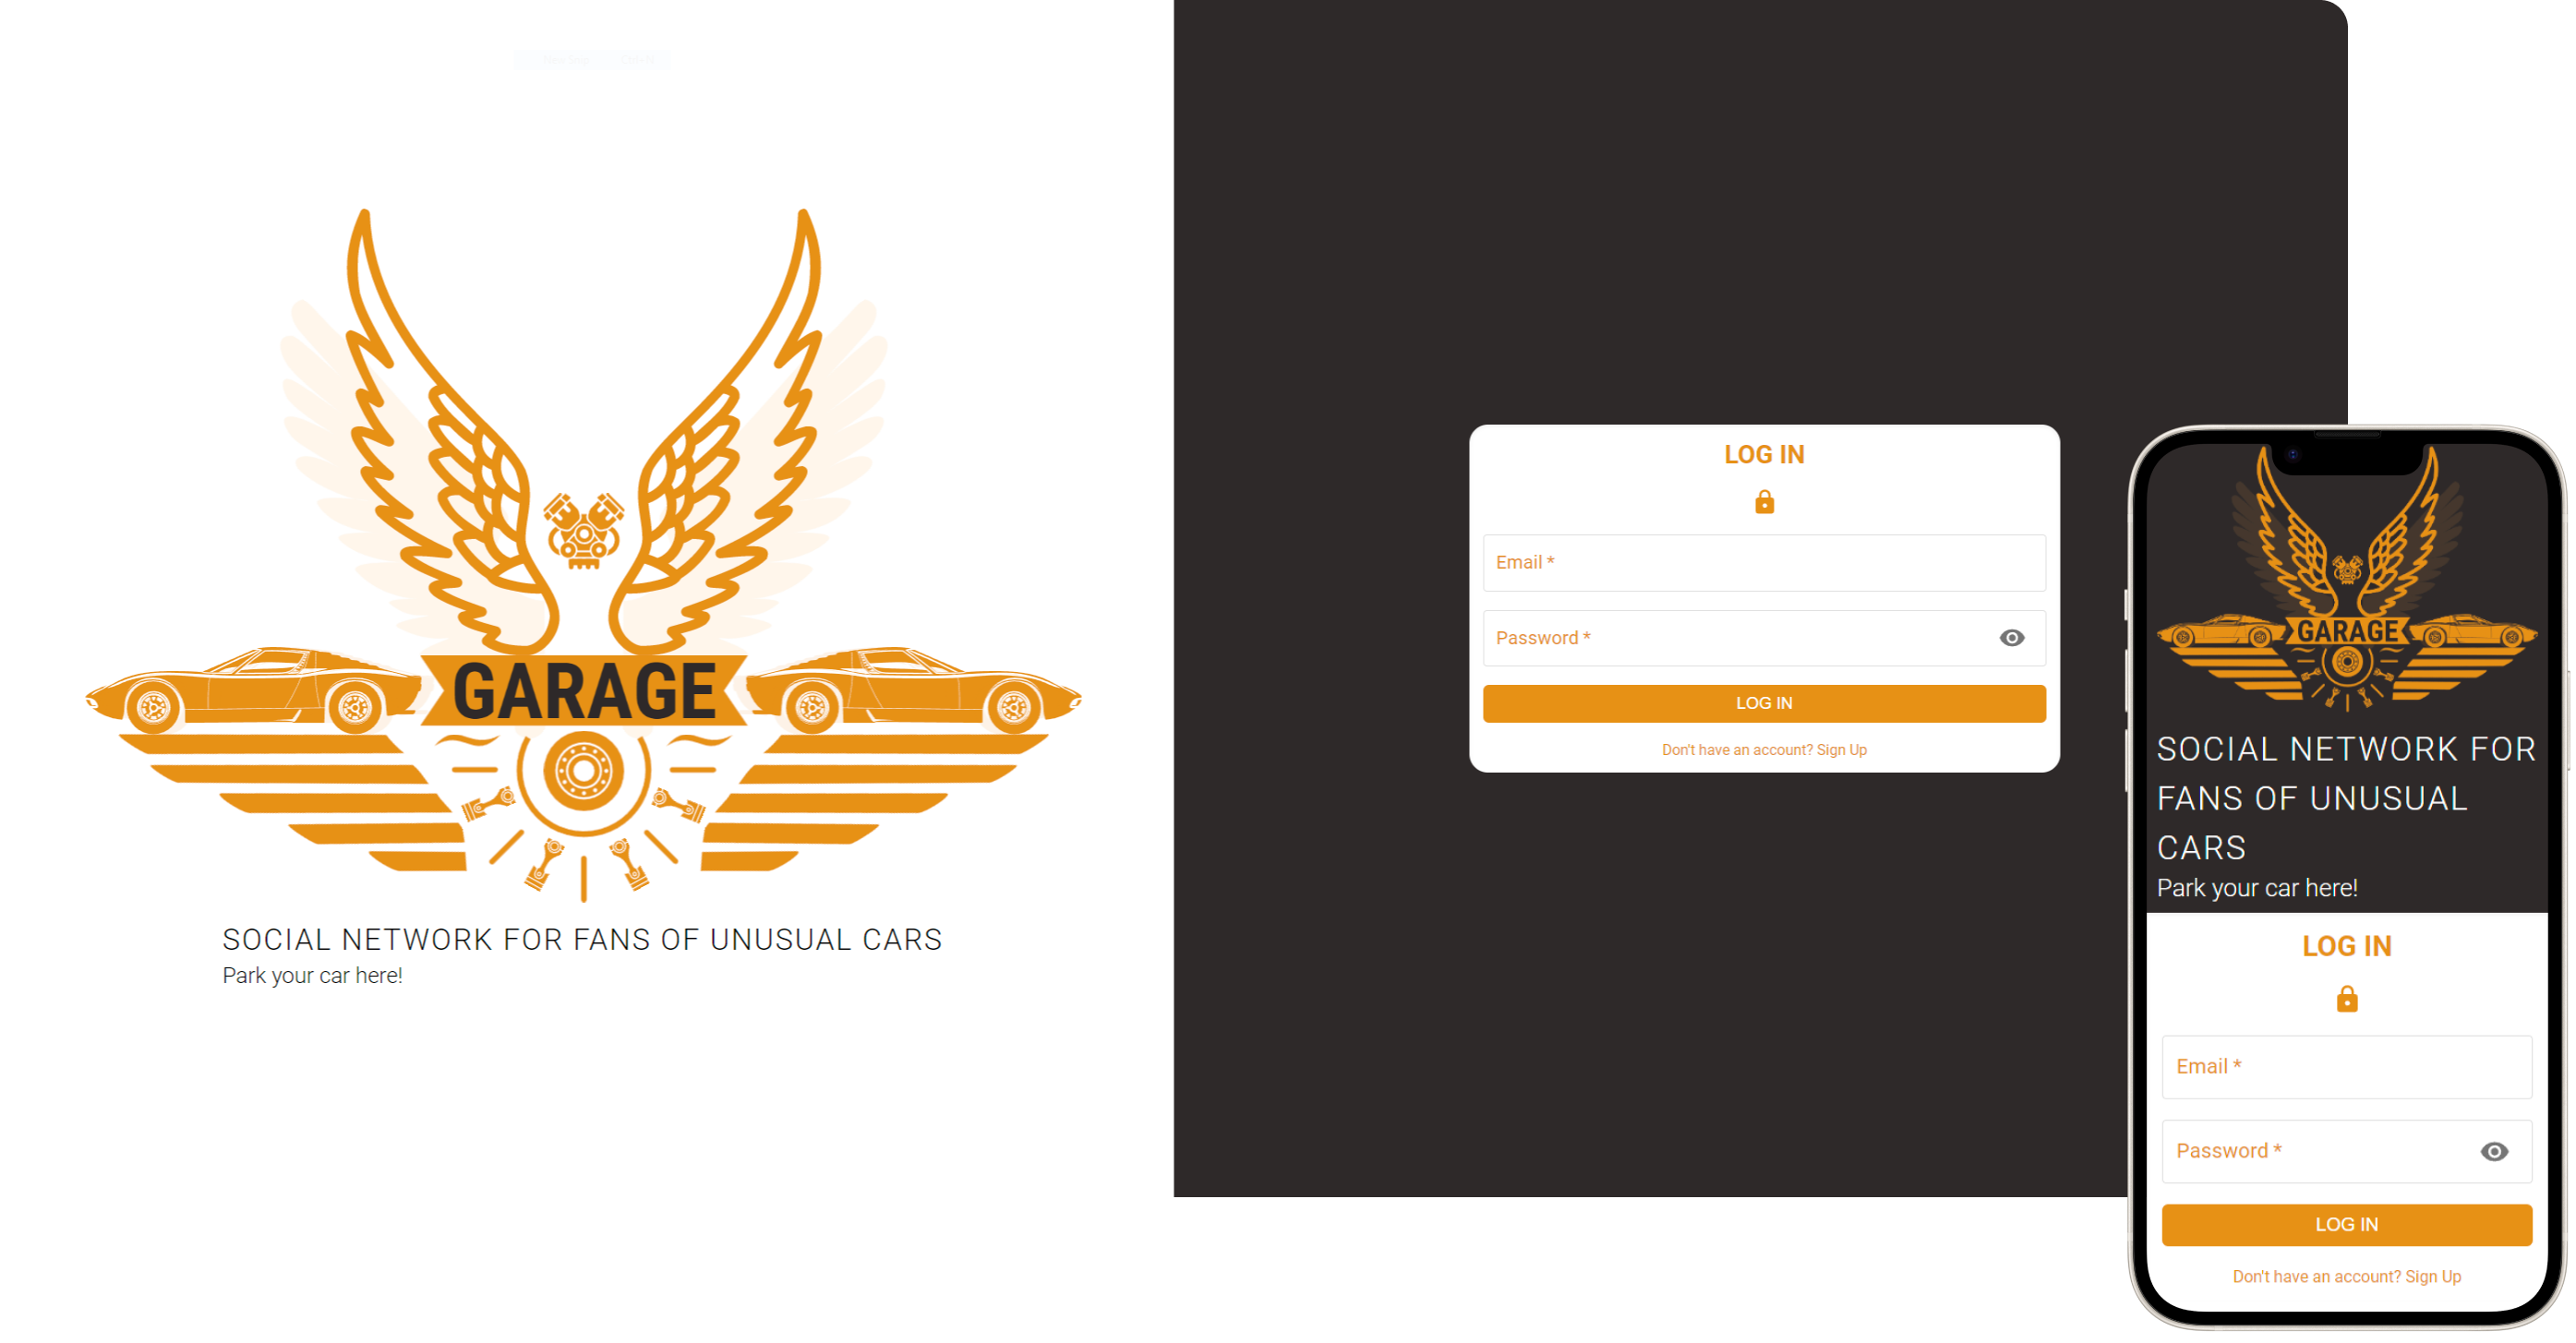 GARAGE
SOCIAL NETWORK FOR FANS OF UNUSUAL CARS
Park your car here!
LOG IN
Email *
Password *
LOG IN
Don't have an account? Sign Up
GARAGE
SOCIAL NETWORK FOR
FANS OF UNUSUAL
CARS
Park your car here!
LOG IN
Email *
Password *
LOG IN
Don't have an account? Sign Up